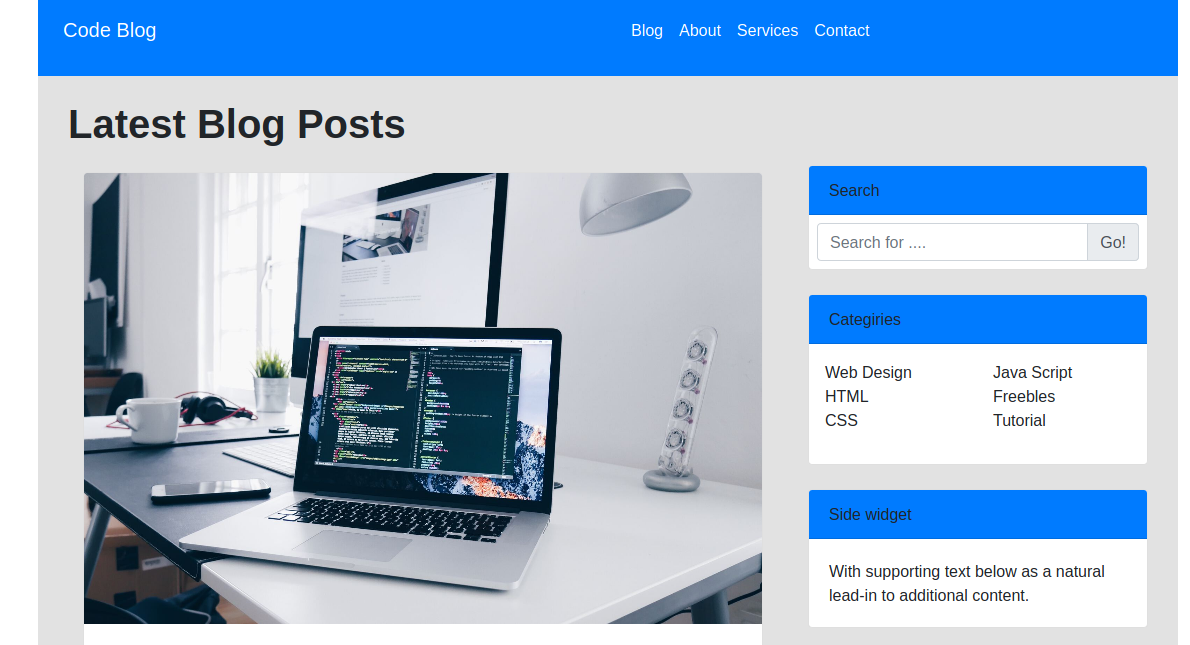 Code Blog
Blog About Services Contact
Latest Blog Posts
Search
Search for .... Go!
Categiries
Web Design Java Script
HTML Freebles
CSS Tutorial
Side widget
With supporting text below as a natural
lead-in to additional content.